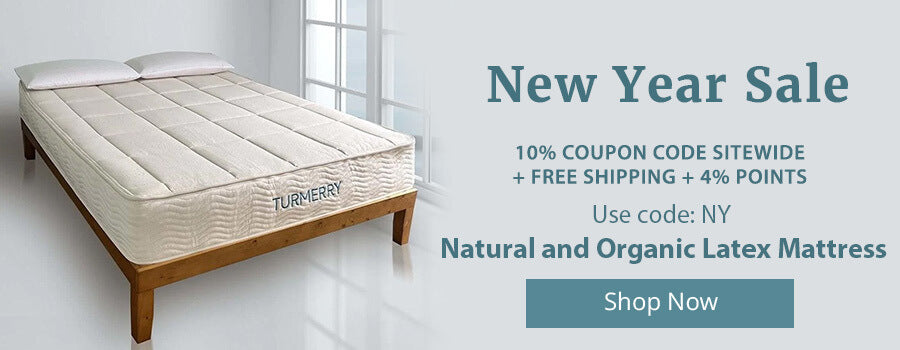 TURMERRY
New Year Sale
10% COUPON CODE SITEWIDE
+ FREE SHIPPING + 4% POINTS
Use code: NY
Natural and Organic Latex Mattress
Shop Now